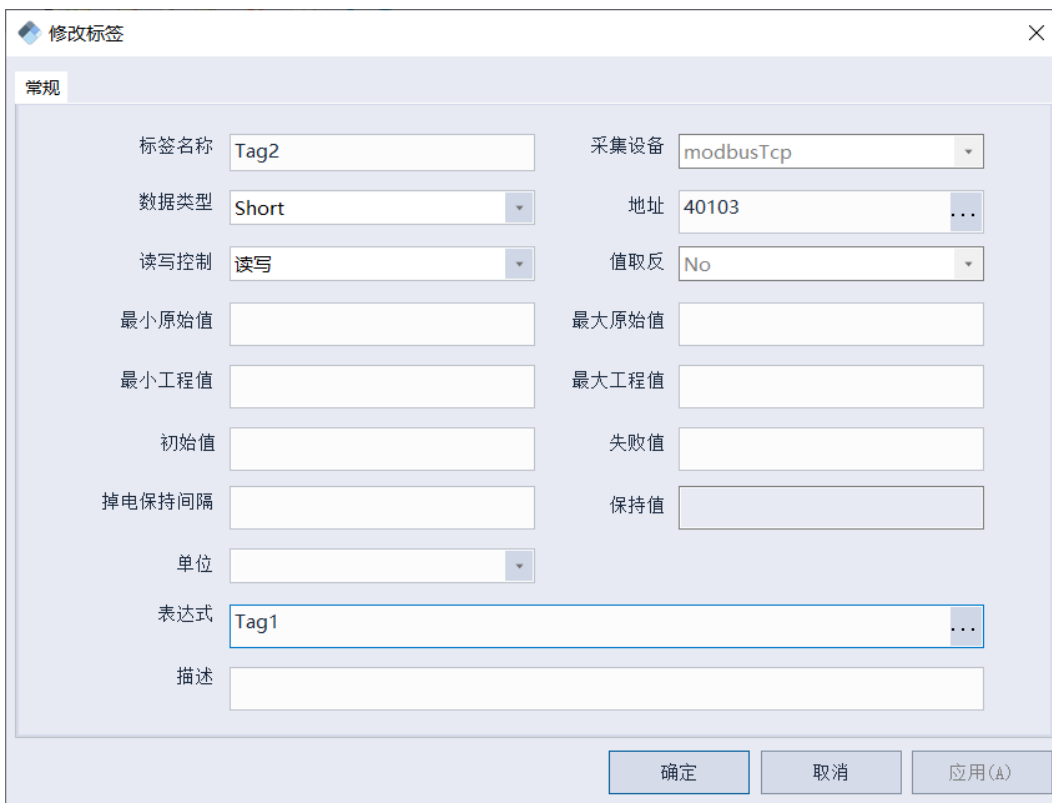 修改标签
常规
标签名称 Tag2 采集设备 modbusTcp
数据类型 Short 地址 40103 ...
读写控制 读写 值取反 No
最小原始值 最大原始值
最小工程值 最大工程值
初始值 失败值
掉电保持间隔 保持值
单位
表达式 Tag1 ...
描述
确定 取消 应用(A)